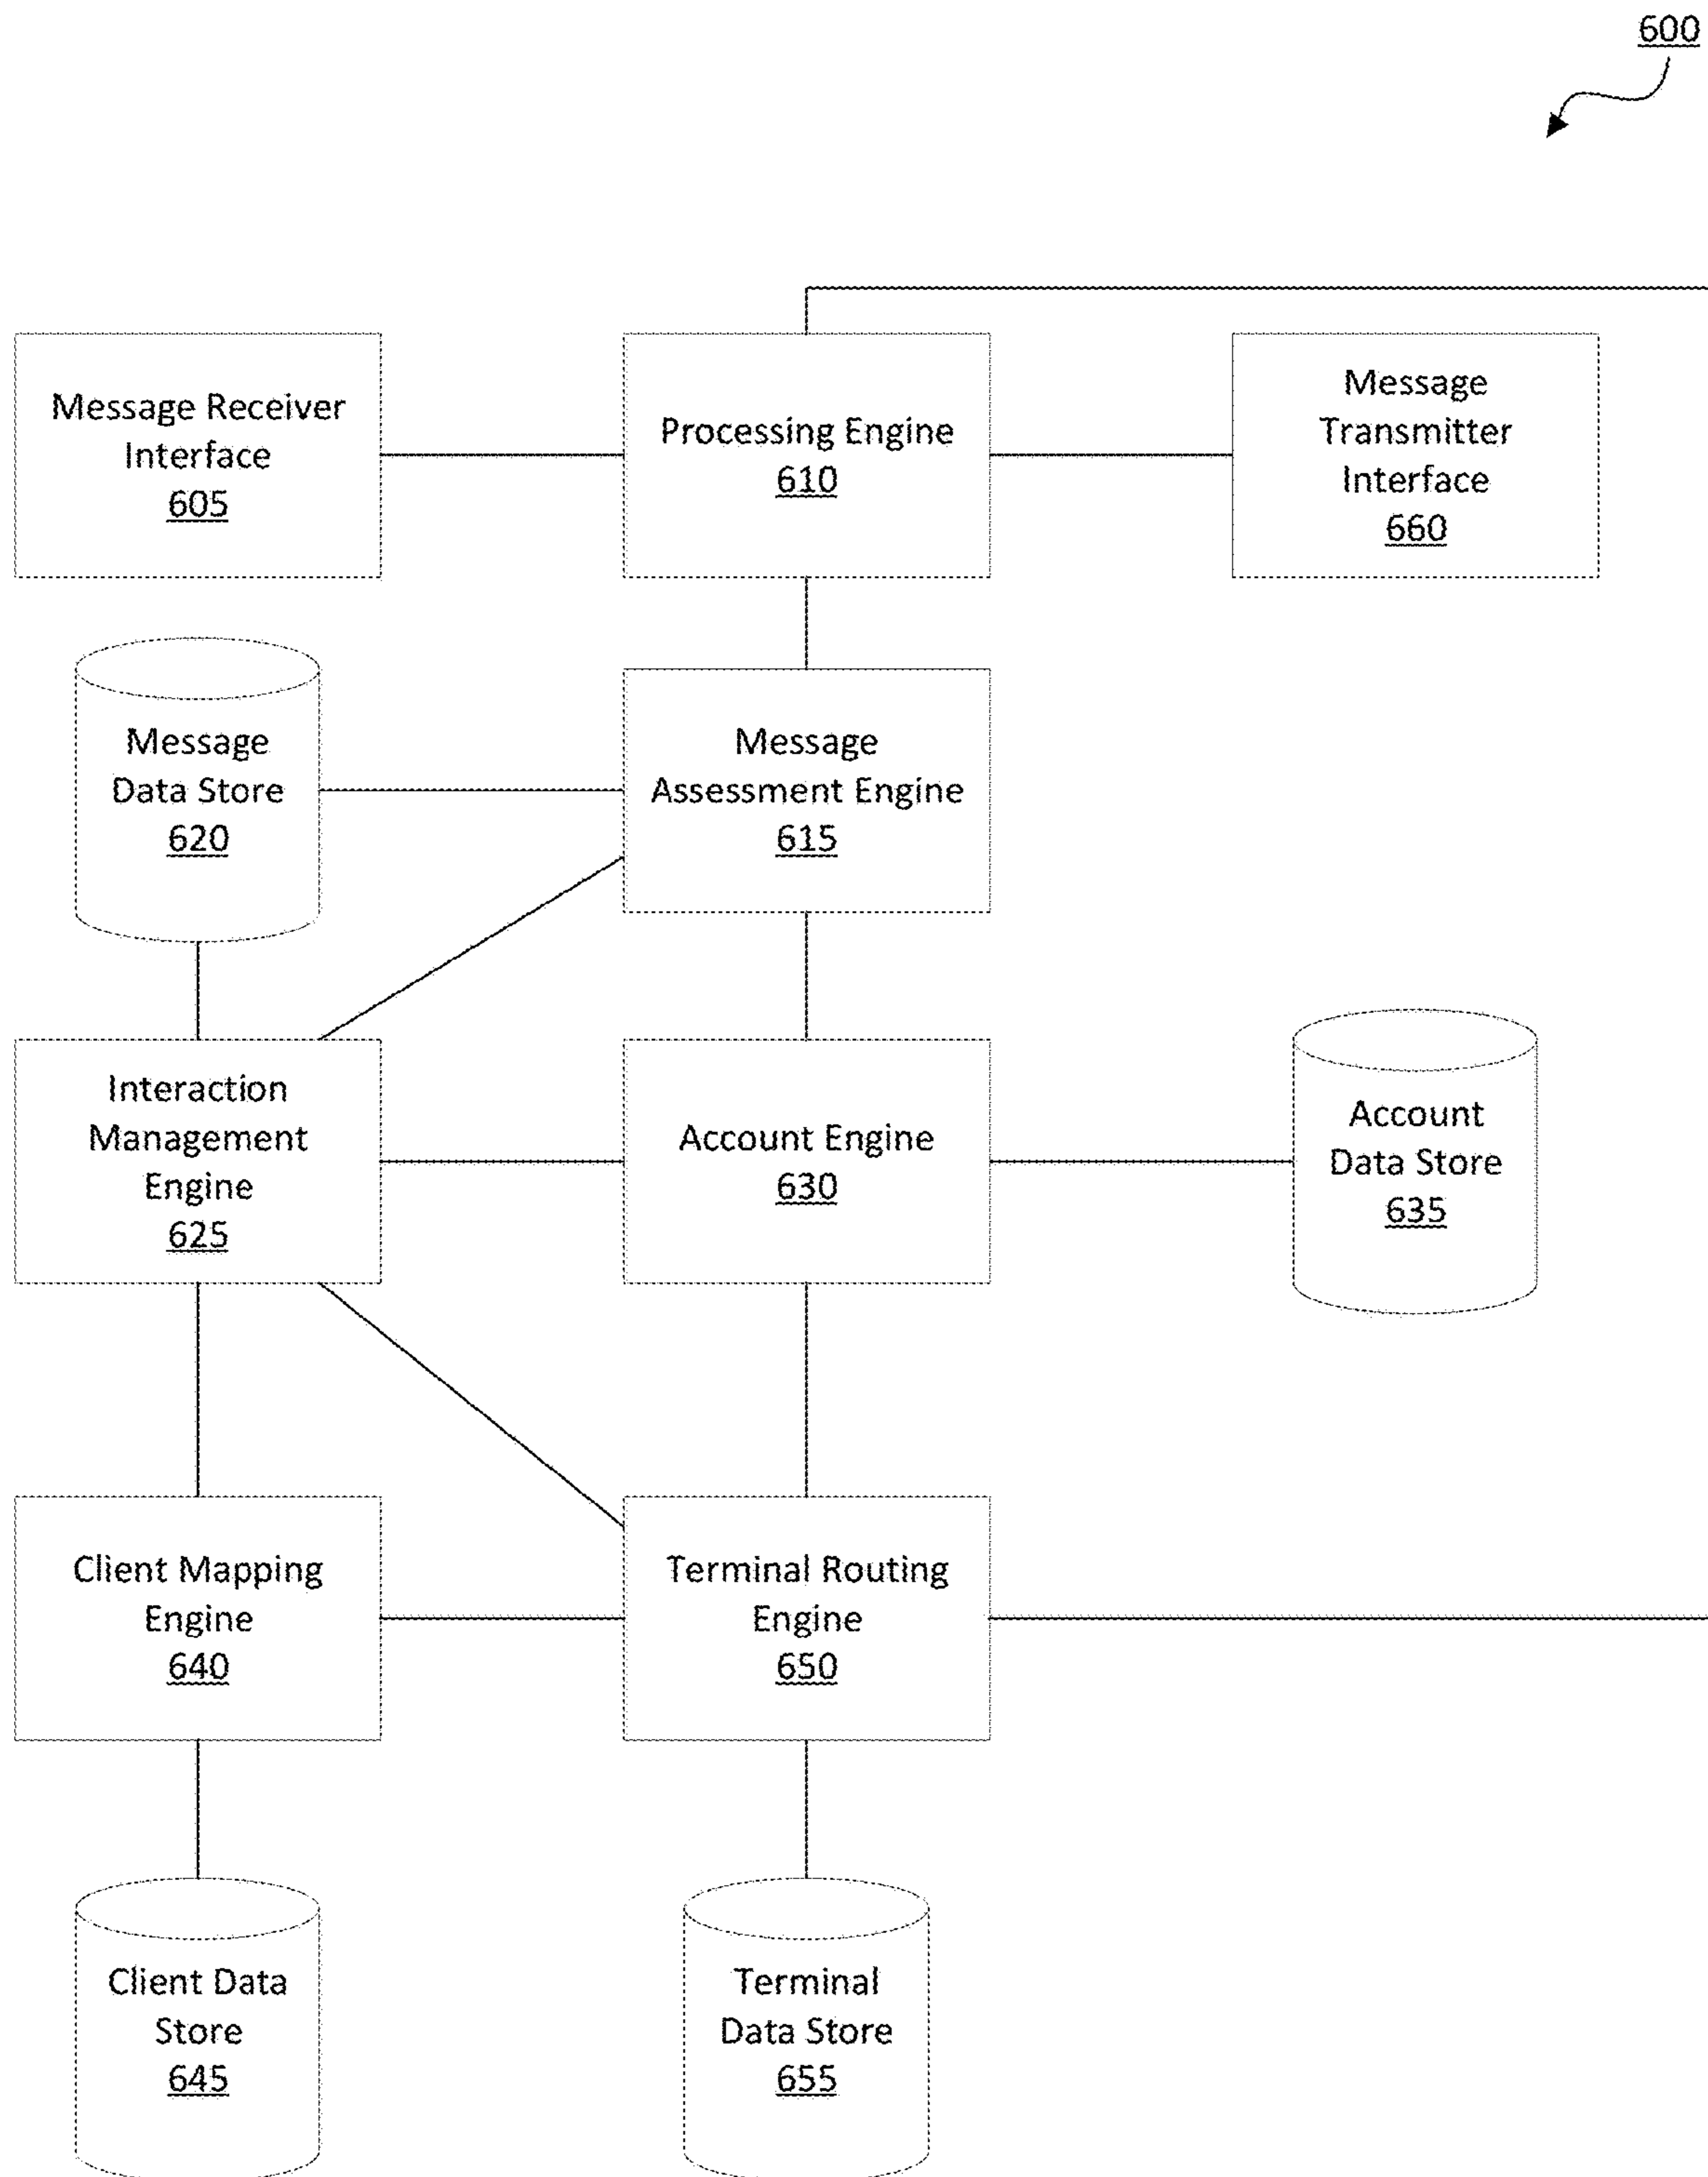 600
Message Receiver
Interface
605
Processing Engine
610
Message
Transmitter
Interface
660
Message
Data Store
620
Message
Assessment Engine
615
Interaction
Management
Engine
625
Account Engine
630
Account
Data Store
635
Client Mapping
Engine
640
Terminal Routing
Engine
650
Client Data
Store
645
Terminal
Data Store
655